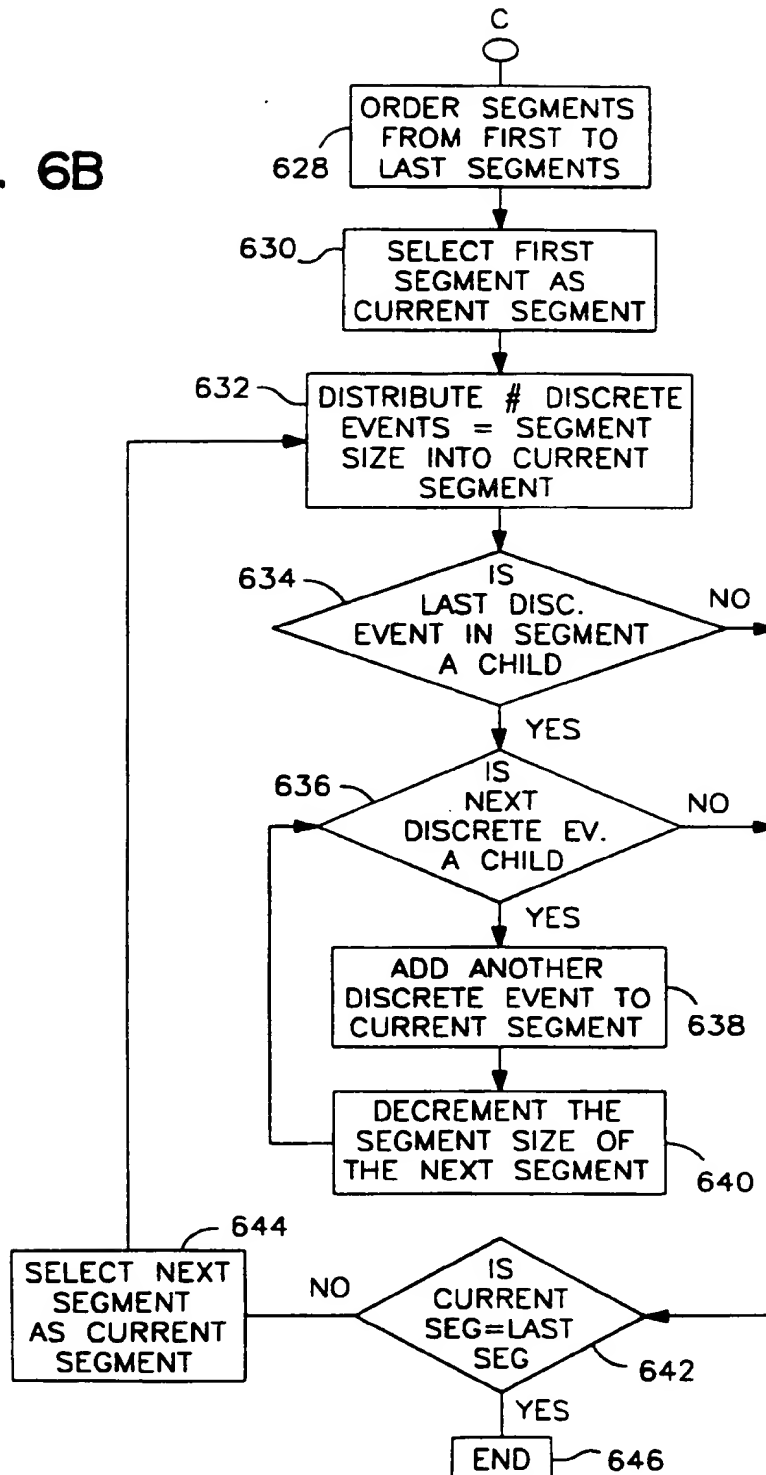 C
. 6B
ORDER SEGMENTS
FROM FIRST TO
LAST SEGMENTS
628
630
SELECT FIRST
SEGMENT AS
CURRENT SEGMENT
632
DISTRIBUTE # DISCRETE
EVENTS = SEGMENT
SIZE INTO CURRENT
SEGMENT
634
IS
LAST DISC.
EVENT IN SEGMENT
A CHILD
NO
YES
636
IS
NEXT
DISCRETE EV.
A CHILD
NO
YES
ADD ANOTHER
DISCRETE EVENT TO
CURRENT SEGMENT
638
DECREMENT THE
SEGMENT SIZE OF
THE NEXT SEGMENT
640
644
SELECT NEXT
SEGMENT
AS CURRENT
SEGMENT
NO
IS
CURRENT
SEG=LAST
SEG
642
YES
END
646